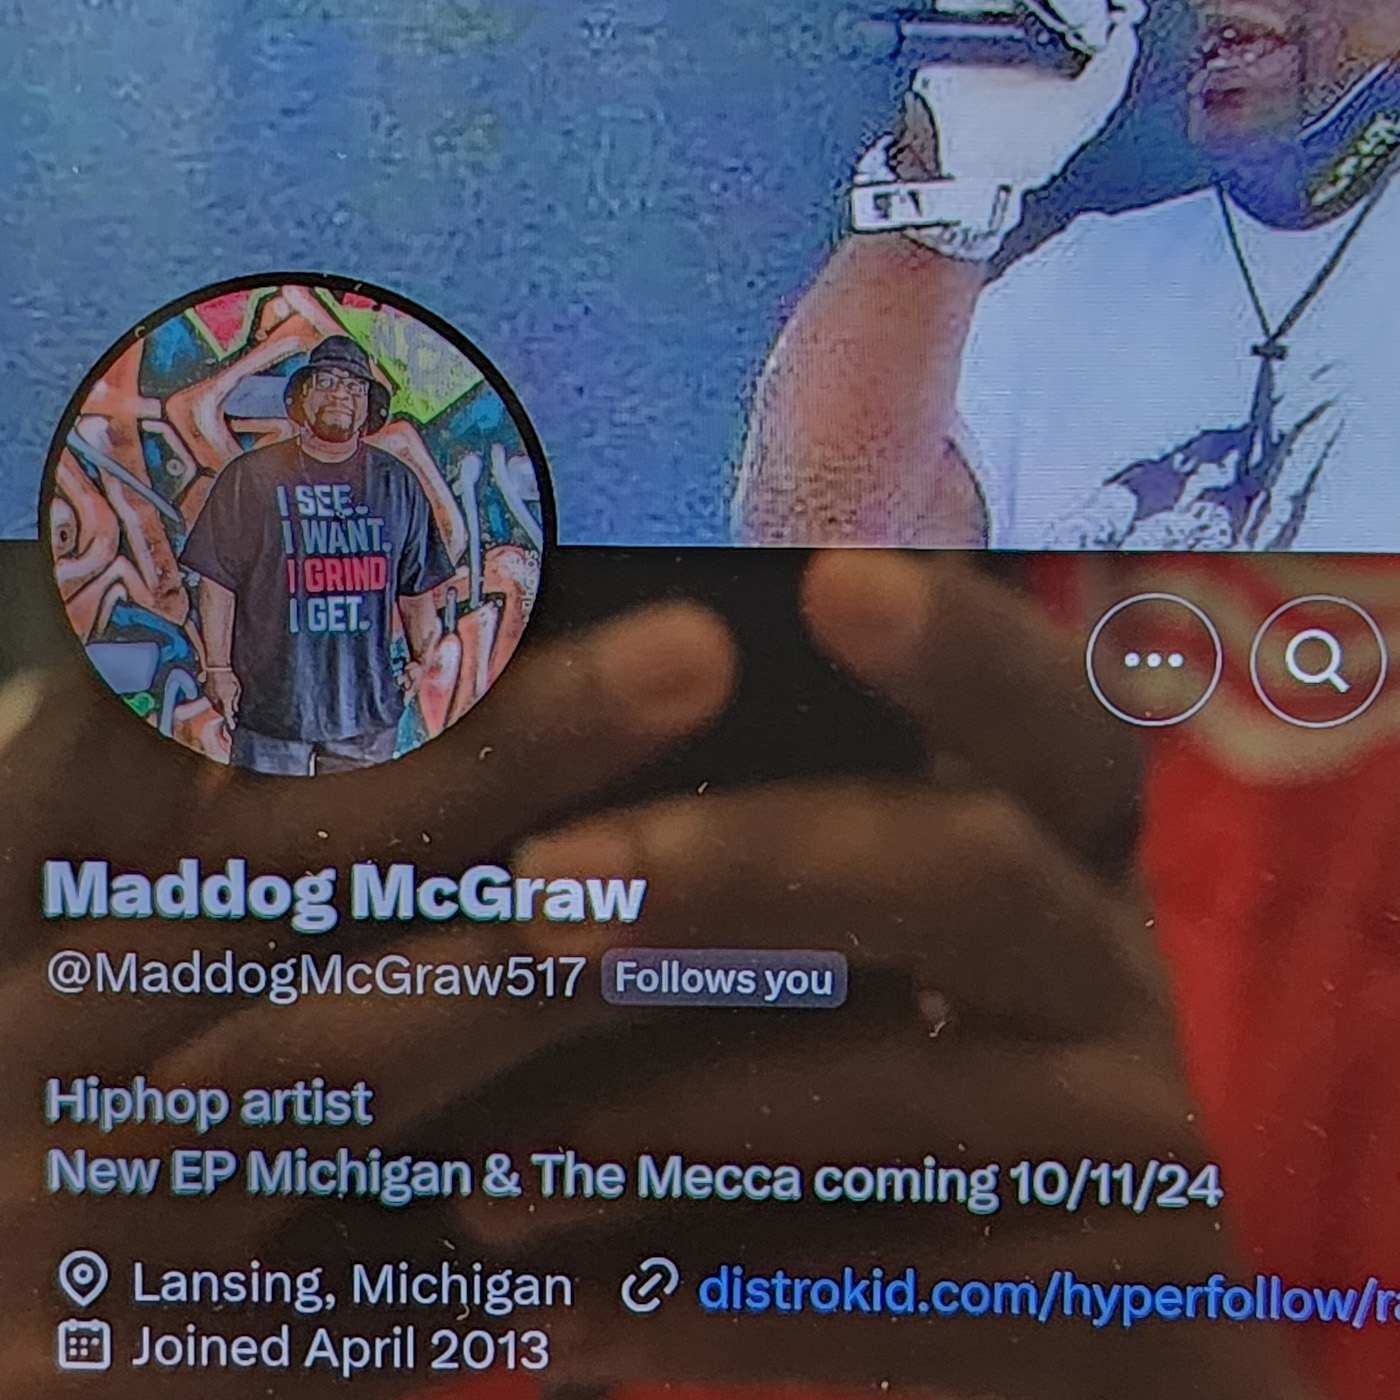 I SEE.
I WANT.
I GRIND
I GET.
Maddog McGraw
@MaddogMcGraw517 Follows you
Hiphop artist
New EP Michigan & The Mecca coming 10/11/24
Lansing, Michigan distrokid.com/hyperfollow/
Joined April 2013